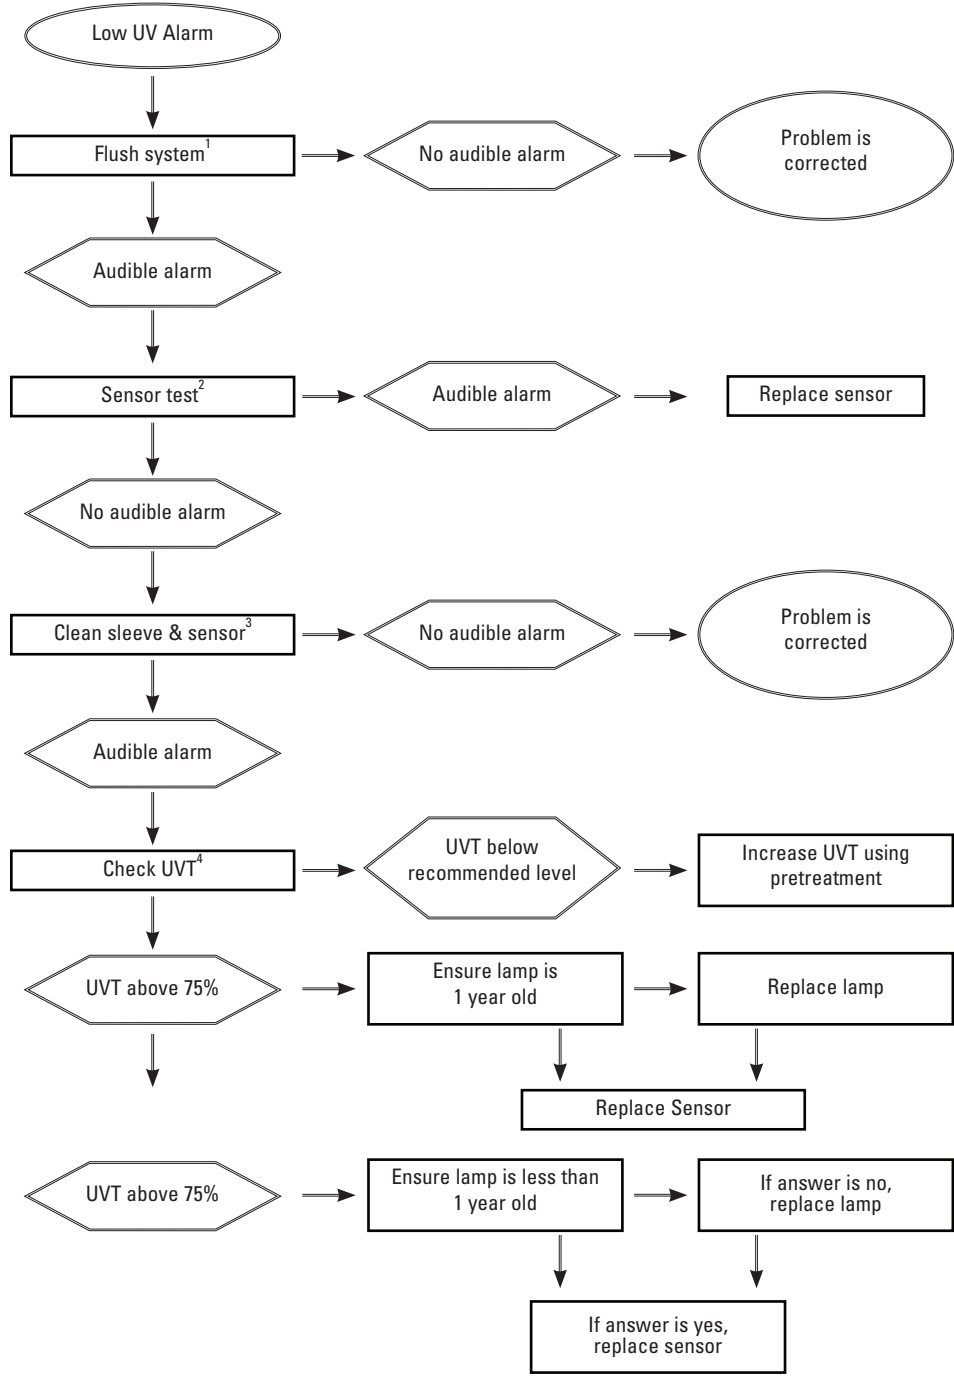 Low UV Alarm
Flush system1
No audible alarm
Problem is
corrected
Audible alarm
Sensor test2
Audible alarm
Replace sensor
No audible alarm
Clean sleeve & sensor3
No audible alarm
Problem is
corrected
Audible alarm
Check UVT4
UVT below
recommended level
Increase UVT using
pretreatment
UVT above 75%
Ensure lamp is
1 year old
Replace lamp
Replace Sensor
UVT above 75%
Ensure lamp is less than
1 year old
If answer is no,
replace lamp
If answer is yes,
replace sensor